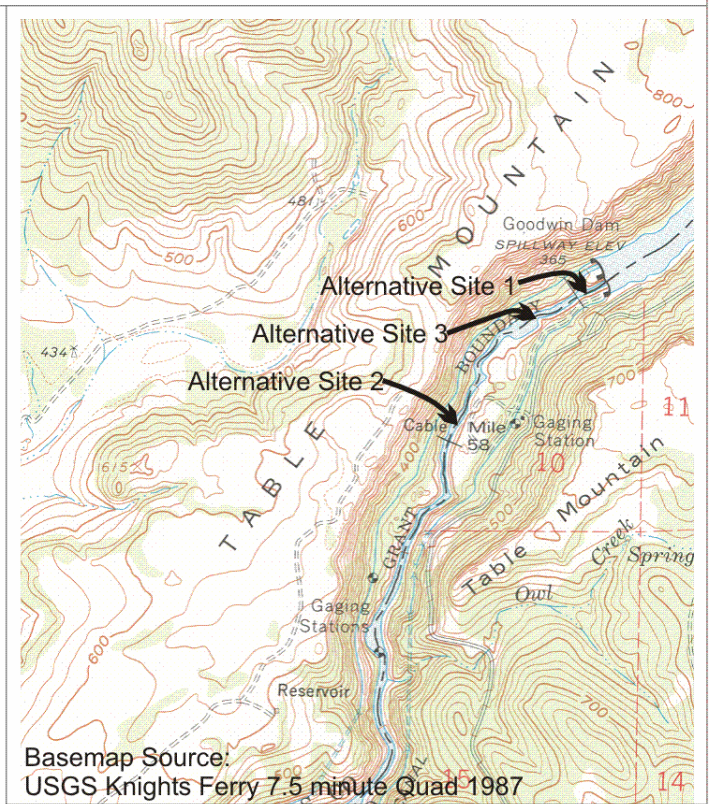 800
MOUNTAIN
481
600
500
Goodwin Dam
SPILLWAY ELEV
365
Alternative Site 1
BOUNDARY
Alternative Site 3
434
Alternative Site 2
700
11
Cable
Mile
58
Gaging
Station
10
400
615
TABLE
500
GRANT
Table Mountain
Creek
Spring
Owl
Gaging
Stations
600
Reservoir
700
Basemap Source:
USGS Knights Ferry 7.5 minute Quad 1987
15
14